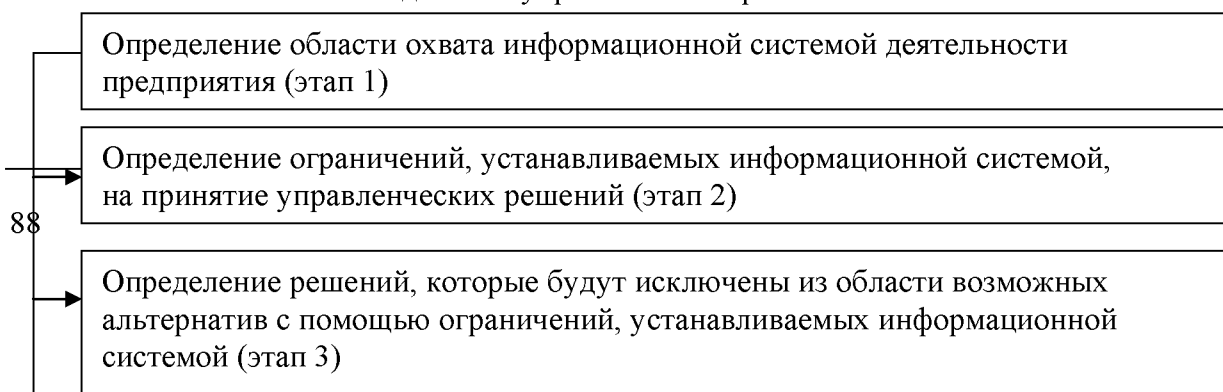 Определение области охвата информационной системой деятельности
предприятия (этап 1)
Определение ограничений, устанавливаемых информационной системой,
на принятие управленческих решений (этап 2)
88
Определение решений, которые будут исключены из области возможных
альтернатив с помощью ограничений, устанавливаемых информационной
системой (этап 3)